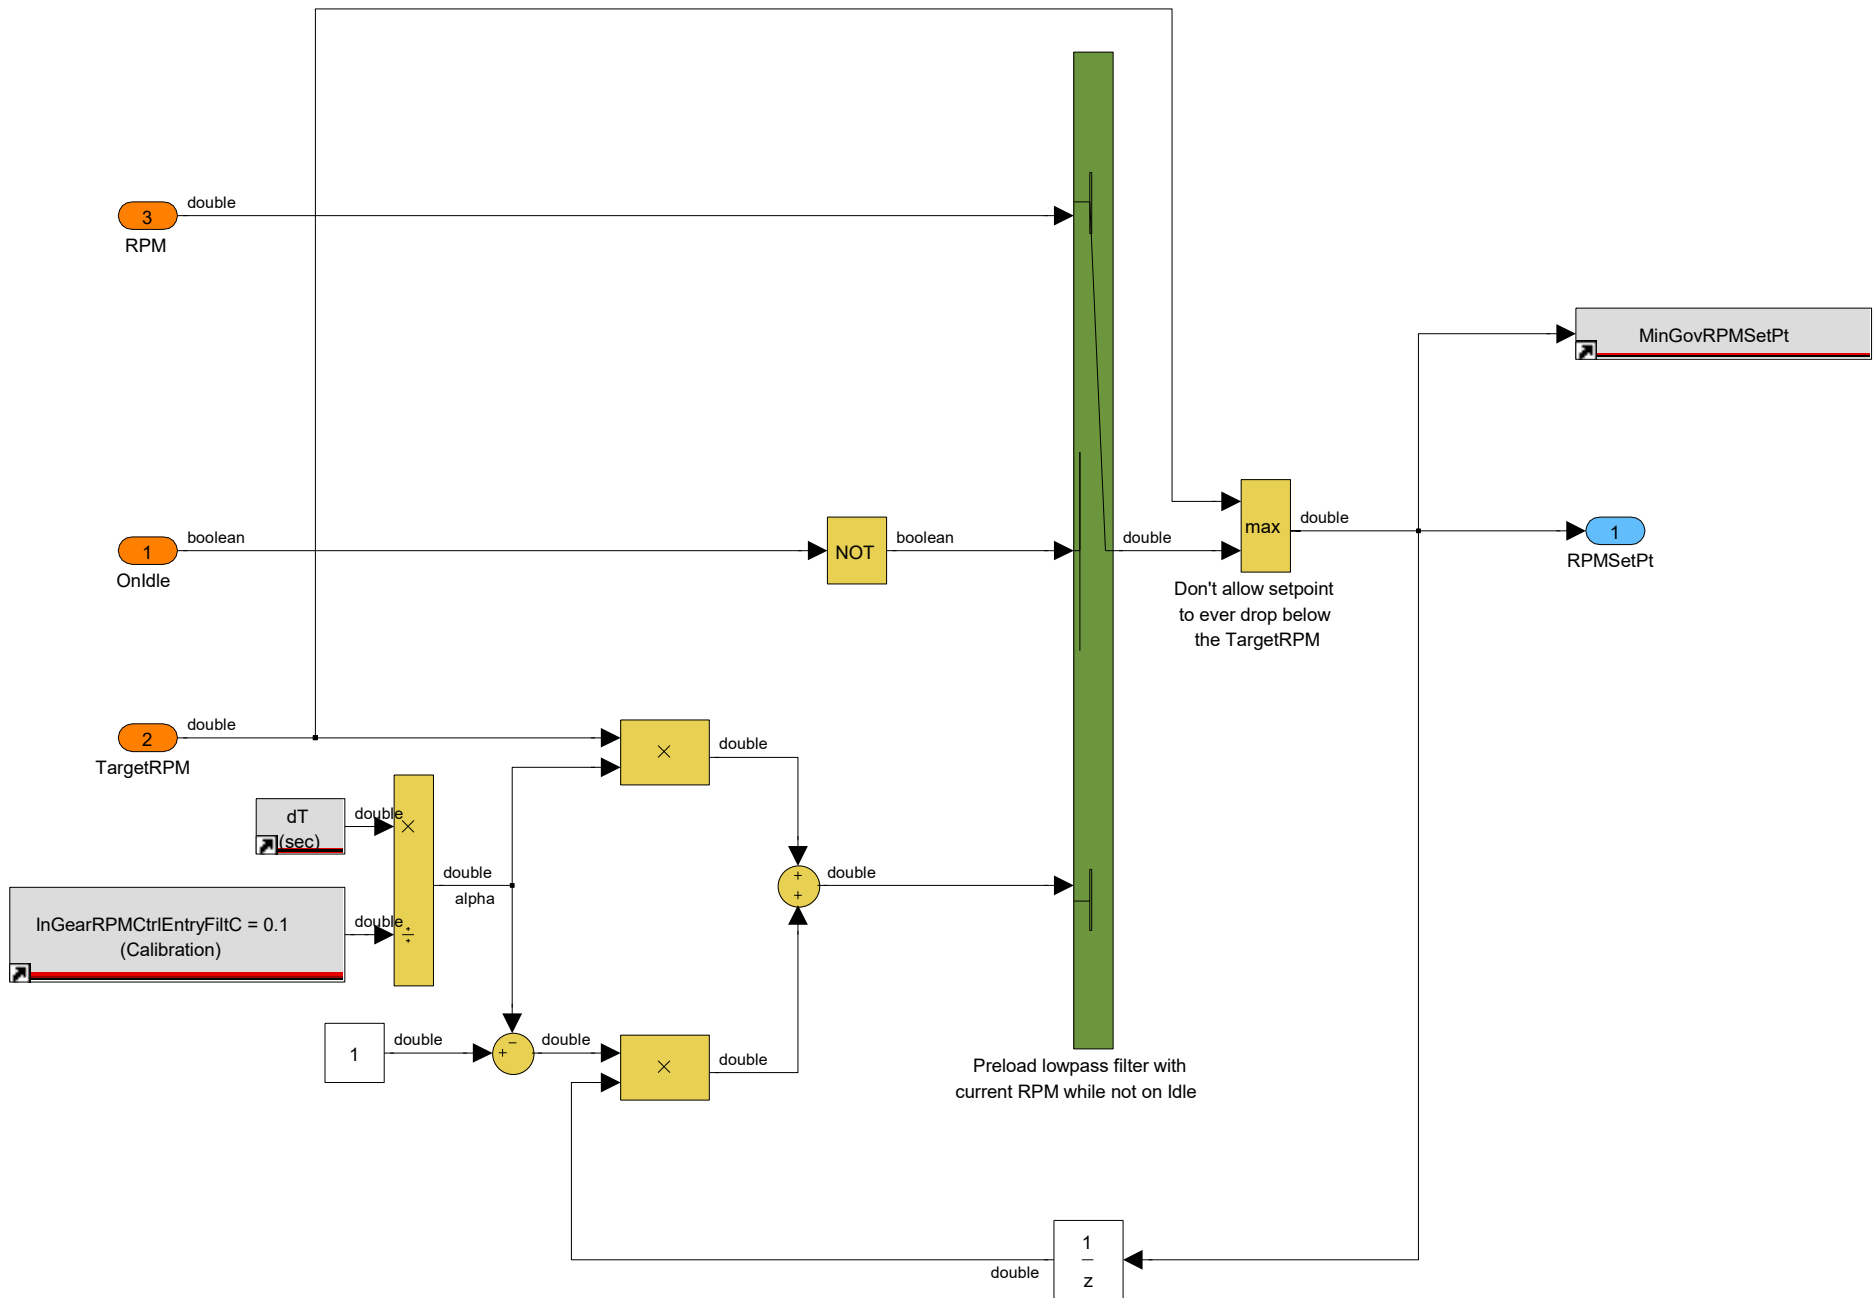 double
3
RPM
MinGovRPMSetPt
boolean
1
OnIdle
NOT
boolean
double
max
double
1
RPMSetPt
Don't allow setpoint
to ever drop below
the TargetRPM
double
2
TargetRPM
×
double
dT
(sec)
double
×
double
alpha
InGearRPMCtrlEntryFiltC = 0.1
(Calibration)
double
÷
+
+
double
1
double
+
−
double
×
double
Preload lowpass filter with
current RPM while not on Idle
1
z
double